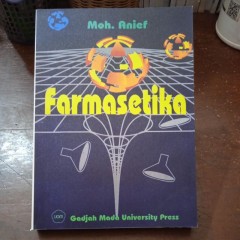 Moh. Anief
Farmasetika
Gadjah Mada University Press